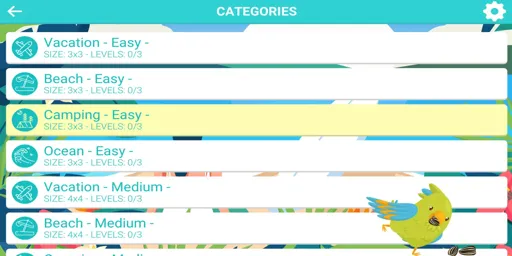 CATEGORIES
Vacation - Easy -
SIZE: 3x3 - LEVELS: 0/3
Beach - Easy -
SIZE: 3x3 - LEVELS: 0/3
Camping - Easy -
SIZE: 3x3 - LEVELS: 0/3
Ocean - Easy -
SIZE: 3x3 - LEVELS: 0/3
Vacation - Medium -
SIZE: 4x4 - LEVELS: 0/3
Beach - Medium -
SIZE: 4x4 - LEVELS: 0/3